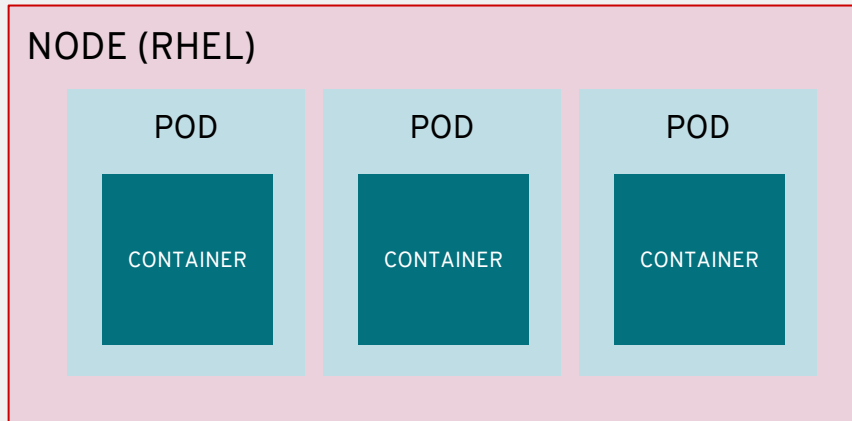 NODE (RHEL)
POD POD POD
CONTAINER CONTAINER CONTAINER